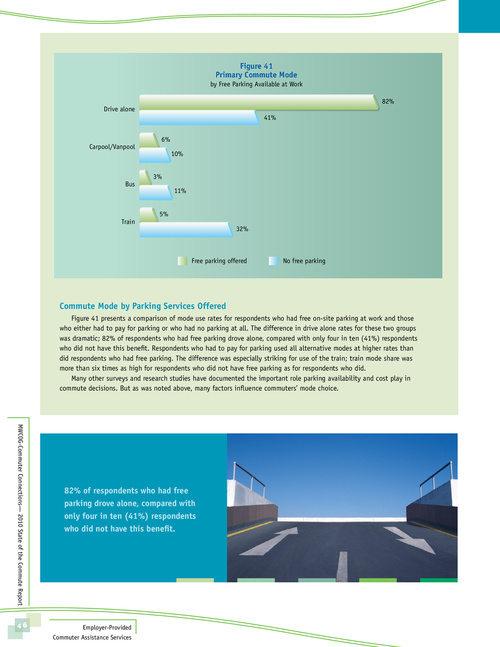 Figure 41
Primary Commute Mode
by Free Parking Available at Work
Drive alone
82%
41%
Carpool/Vanpool
6%
10%
Bus
3%
11%
Train
5%
32%
Free parking offered
No free parking
Commute Mode by Parking Services Offered
Figure 41 presents a comparison of mode use rates for respondents who had free on-site parking at work and those
who either had to pay for parking or who had no parking at all. The difference in drive alone rates for these two groups
was dramatic; 82% of respondents who had free parking drove alone, compared with only four in ten (41%) respondents
who did not have this benefit. Respondents who had to pay for parking used all alternative modes at higher rates than
did respondents who had free parking. The difference was especially striking for use of the train; train mode share was
more than six times as high for respondents who did not have free parking as for respondents who did.
Many other surveys and research studies have documented the important role parking availability and cost play in
commute decisions. But as was noted above, many factors influence commuters' mode choice.
MWCOG-Commuter Connections— 2010 State of the Commute Report
82% of respondents who had free
parking drove alone, compared with
only four in ten (41%) respondents
who did not have this benefit.
Employer-Provided
Commuter Assistance Services